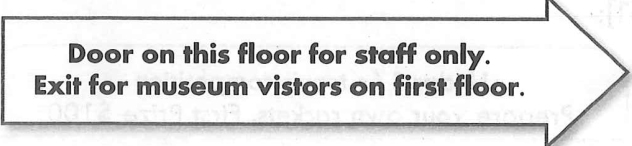 Door on this floor for staff only.
Exit for museum vistors on first floor.